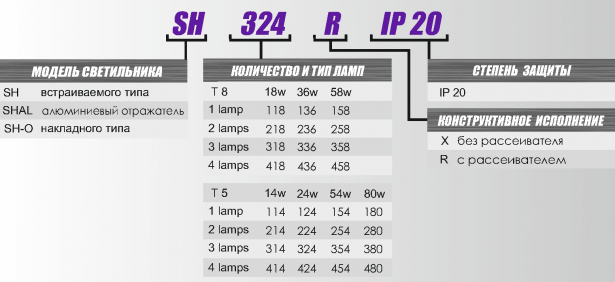 SH 324 R IP 20
МОДЕЛЬ СВЕТИЛЬНИКА
SH встраиваемого типа
SHAL алюминиевый отражатель
SH-O накладного типа
КОЛИЧЕСТВО И ТИП ЛАМП
T 8 18w 36w 58w
1 lamp 118 136 158
2 lamps 218 236 258
3 lamps 318 336 358
4 lamps 418 436 458
T 5 14w 24w 54w 80w
1 lamp 114 124 154 180
2 lamps 214 224 254 280
3 lamps 314 324 354 380
4 lamps 414 424 454 480
СТЕПЕНЬ ЗАЩИТЫ
IP 20
КОНСТРУКТИВНОЕ ИСПОЛНЕНИЕ
X без рассеивателя
R с рассеивателем